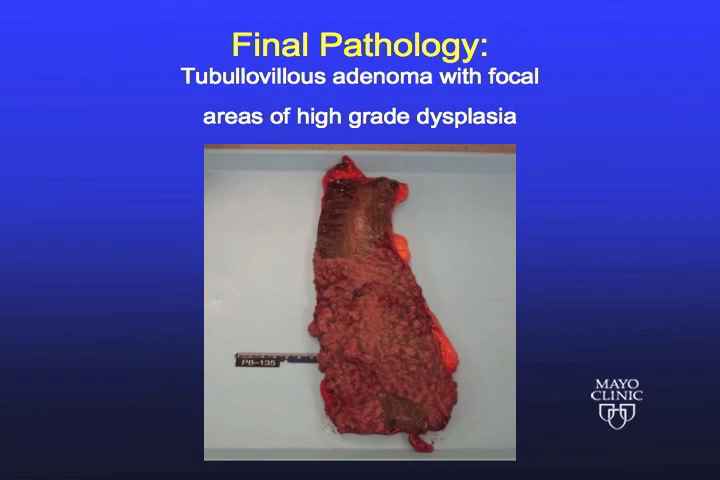 Final Pathology:
Tubullovillous adenoma with focal
areas of high grade dysplasia
PB-135
MAYO
CLINIC